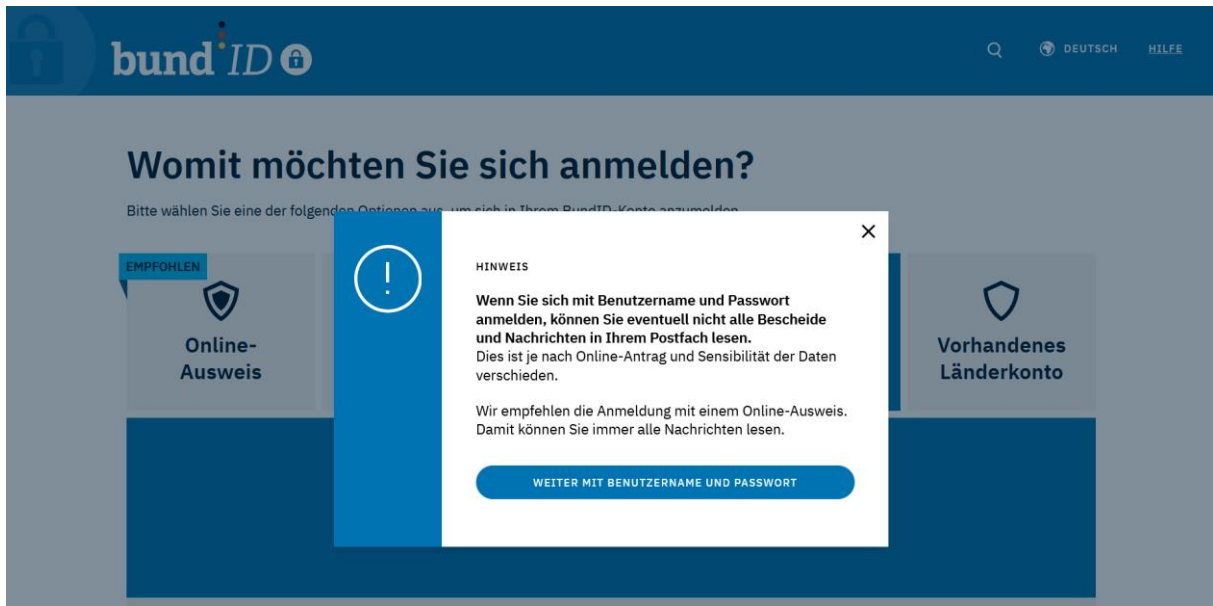 bund ID
DEUTSCH
HILFE
Womit möchten Sie sich anmelden?
Bitte wählen Sie eine der folgenden Optionen aus, um sich in Ihrem BundID-Konto anzumelden
EMPFOHLEN
Online-
Ausweis
HINWEIS
Wenn Sie sich mit Benutzername und Passwort
anmelden, können Sie eventuell nicht alle Bescheide
und Nachrichten in Ihrem Postfach lesen.
Dies ist je nach Online-Antrag und Sensibilität der Daten
verschieden.
Wir empfehlen die Anmeldung mit einem Online-Ausweis.
Damit können Sie immer alle Nachrichten lesen.
WEITER MIT BENUTZERNAME UND PASSWORT
Vorhandenes
Länderkonto